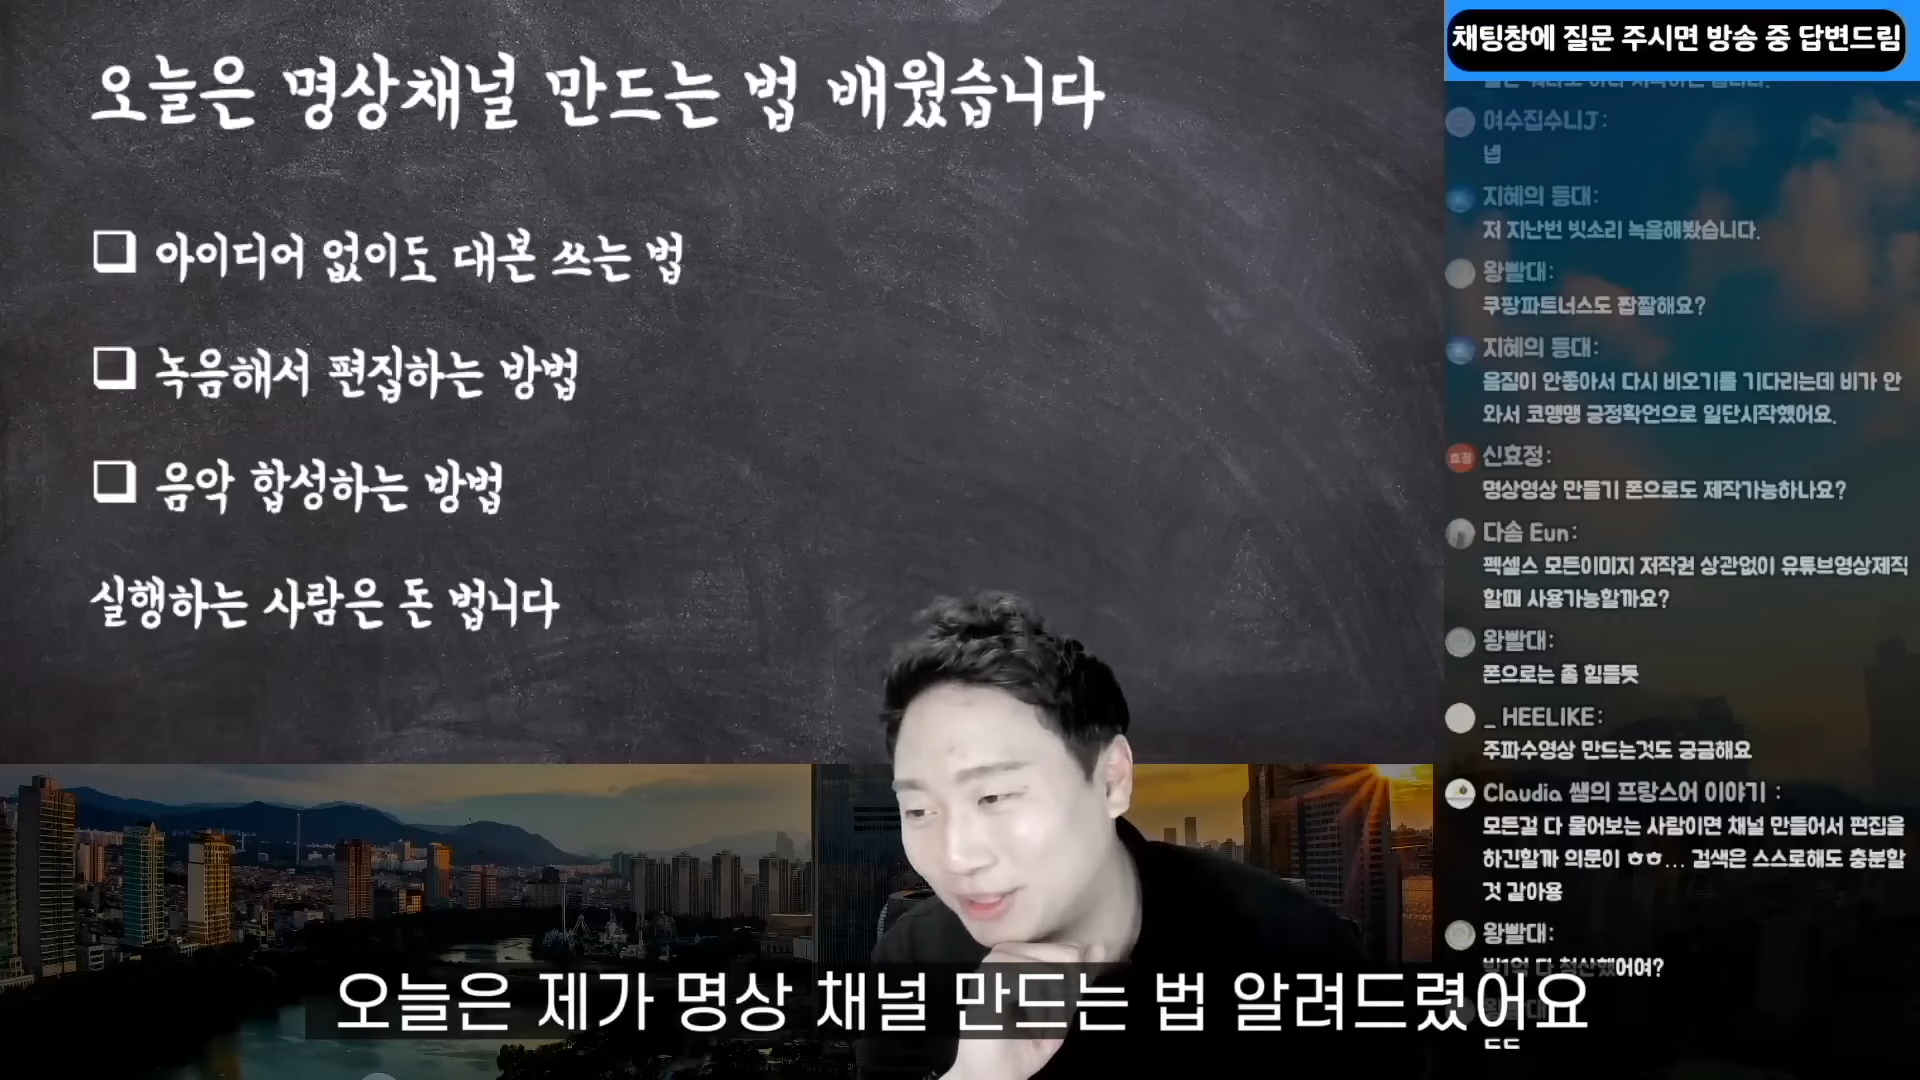 오늘은 명상채널 만드는 법 배웠습니다
❑ 아이디어 없이도 대본 쓰는 법
❑ 녹음해서 편집하는 방법
❑ 음악 합성하는 방법
실행하는 사람은 돈 법니다
채팅창에 질문 주시면 방송 중 답변드림
여수집수니J:
넵
지혜의 등대:
저 지난번 빗소리 녹음해봤습니다.
왕빨대:
쿠팡파트너스도 짭짤해요?
지혜의 등대:
음질이 안좋아서 다시 비오기를 기다리는데 비가 안
와서 코맹맹 긍정확언으로 일단시작했어요.
효정
신효정:
명상영상 만들기 폰으로도 제작가능하나요?
다솜 Eun:
펙셀스 모든이미지 저작권 상관없이 유튜브영상제직
할때 사용가능할까요?
왕빨대:
폰으로는 좀 힘들듯
_ HEELIKE:
주파수영상 만드는것도 궁금해요
Claudia 쌤의 프랑스어 이야기 :
모든걸 다 물어보는 사람이면 채널 만들어서 편집을
하긴할까 의문이 ㅎㅎ... 검색은 스스로해도 충분할
것 같아용
왕빨대:
다 청산했어여?
오늘은 제가 명상 채널 만드는 법 알려드렸어요
ㄷㄷ